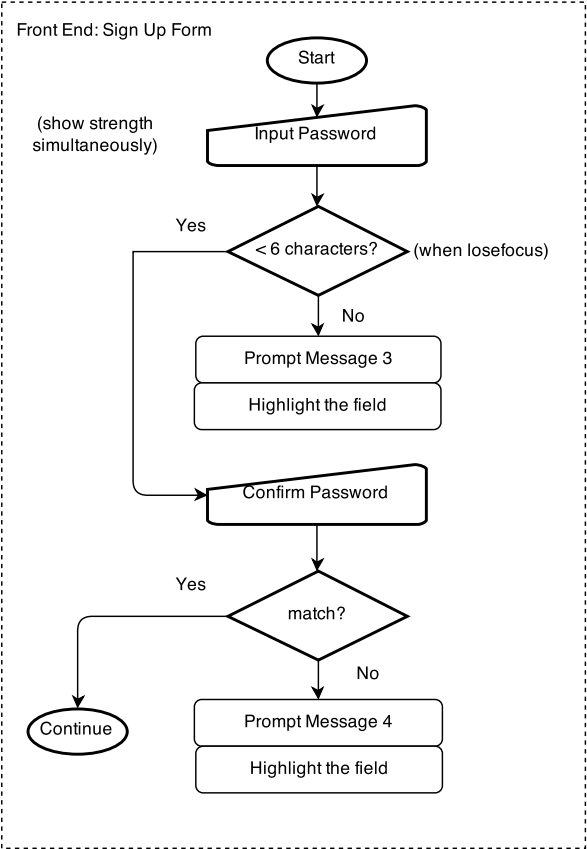 Front End: Sign Up Form
Start
(show strength
simultaneously)
Input Password
Yes
< 6 characters?
(when losefocus)
No
Prompt Message 3
Highlight the field
Confirm Password
Yes
match?
No
Continue
Prompt Message 4
Highlight the field